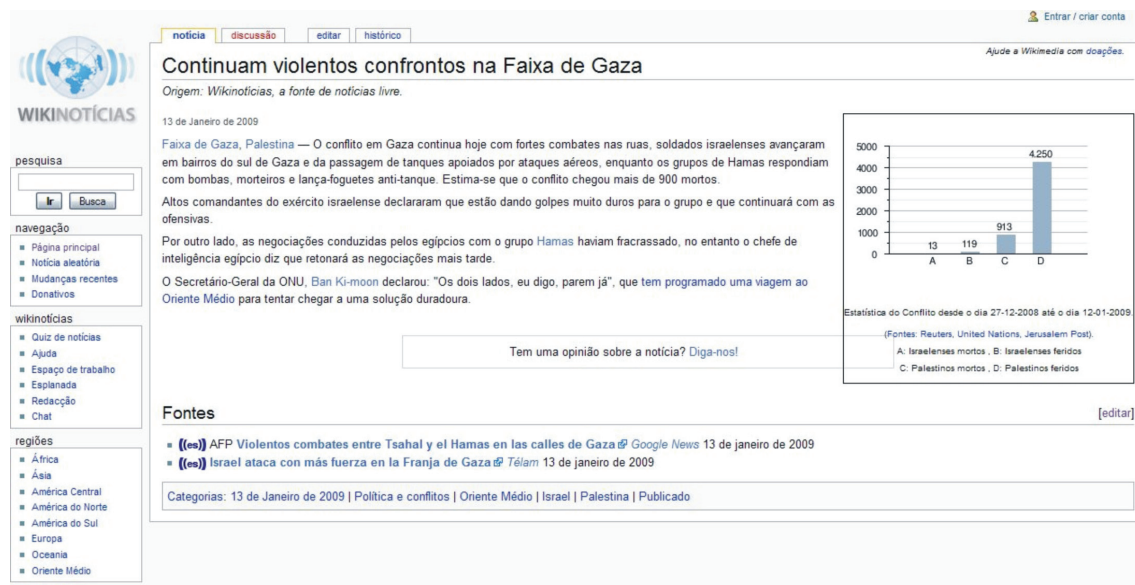 Entrar / criar conta
notícia discussão editar histórico
Ajude a Wikimedia com doações.
WIKINOTÍCIAS
Continuam violentos confrontos na Faixa de Gaza
Origem: Wikinotícias, a fonte de notícias livre.
13 de Janeiro de 2009
Faixa de Gaza, Palestina — O conflito em Gaza continua hoje com fortes combates nas ruas, soldados israelenses avançaram
em bairros do sul de Gaza e da passagem de tanques apoiados por ataques aéreos, enquanto os grupos de Hamas respondiam
com bombas, morteiros e lança-foguetes anti-tanque. Estima-se que o conflito chegou mais de 900 mortos.
Altos comandantes do exército israelense declararam que estão dando golpes muito duros para o grupo e que continuará com as
ofensivas.
Por outro lado, as negociações conduzidas pelos egípcios com o grupo Hamas haviam fracassado, no entanto o chefe de
inteligência egípcio diz que retonará as negociações mais tarde.
O Secretário-Geral da ONU, Ban Ki-moon declarou: "Os dois lados, eu digo, parem já", que tem programado uma viagem ao
Oriente Médio para tentar chegar a uma solução duradoura.
Tem uma opinião sobre a notícia? Diga-nos!
5000
4000
3000
2000
1000
0
13
119
913
4.250
A B C D
Estatística do Conflito desde o dia 27-12-2008 até o dia 12-01-2009.
(Fontes: Reuters, United Nations, Jerusalem Post).
A: Israelenses mortos , B: Israelenses feridos
C: Palestinos mortos , D: Palestinos feridos
Fontes
[editar]
((es)) AFP Violentos combates entre Tsahal y el Hamas en las calles de Gaza Google News 13 de janeiro de 2009
((es)) Israel ataca con más fuerza en la Franja de Gaza Télam 13 de janeiro de 2009
Categorias: 13 de Janeiro de 2009 | Política e conflitos | Oriente Médio | Israel | Palestina | Publicado
pesquisa
Ir Busca
navegação
Página principal
Notícia aleatória
Mudanças recentes
Donativos
wikinotícias
Quiz de notícias
Ajuda
Espaço de trabalho
Esplanada
Redacção
Chat
regiões
África
Ásia
América Central
América do Norte
América do Sul
Europa
Oceania
Oriente Médio